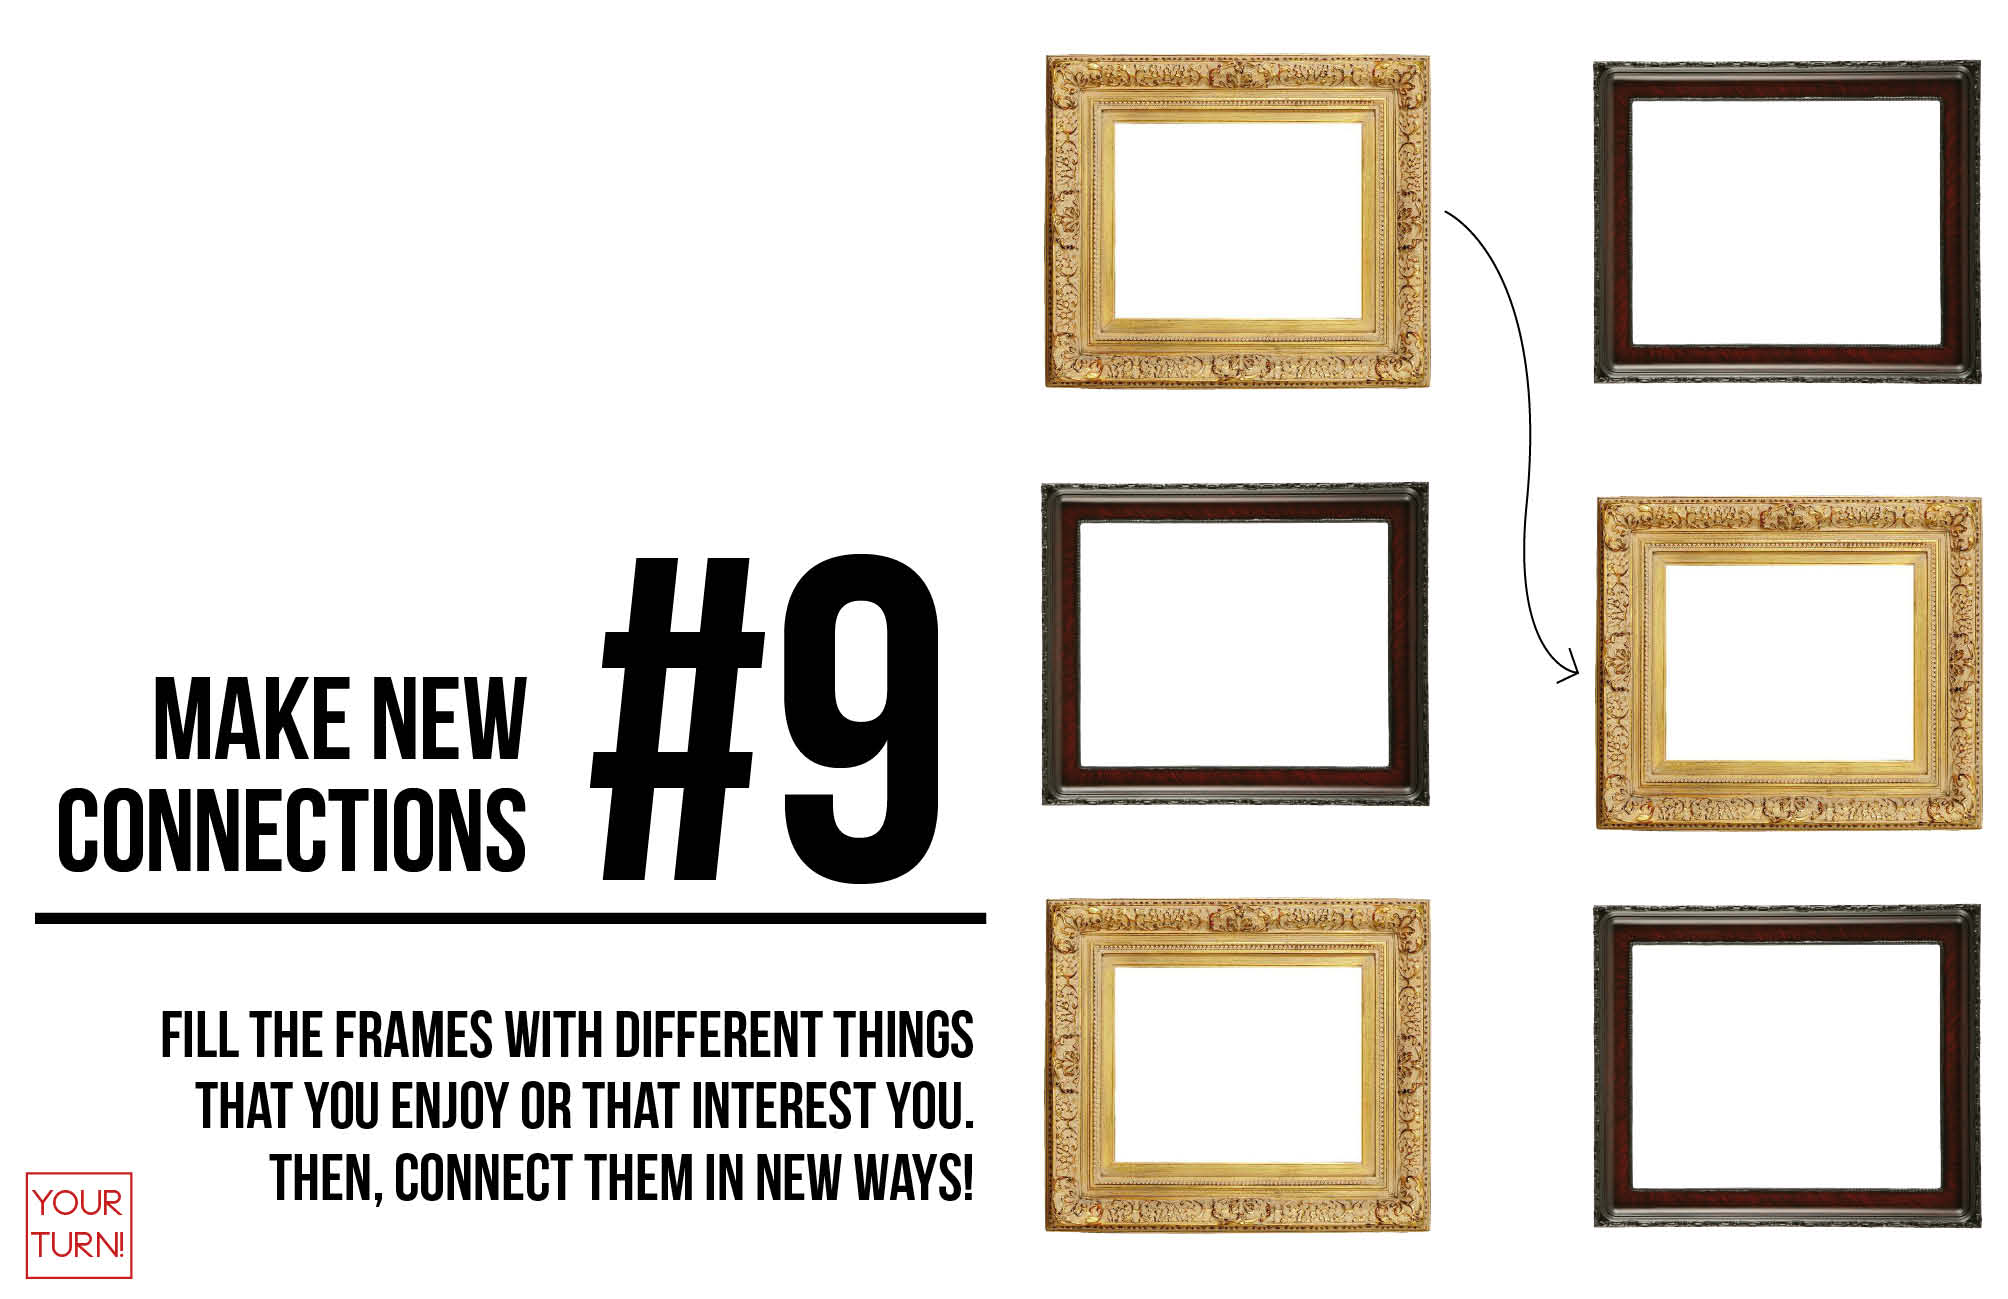 MAKE NEW
CONNECTIONS
#9
FILL THE FRAMES WITH DIFFERENT THINGS
THAT YOU ENJOY OR THAT INTEREST YOU.
THEN, CONNECT THEM IN NEW WAYS!
YOUR
TURN!